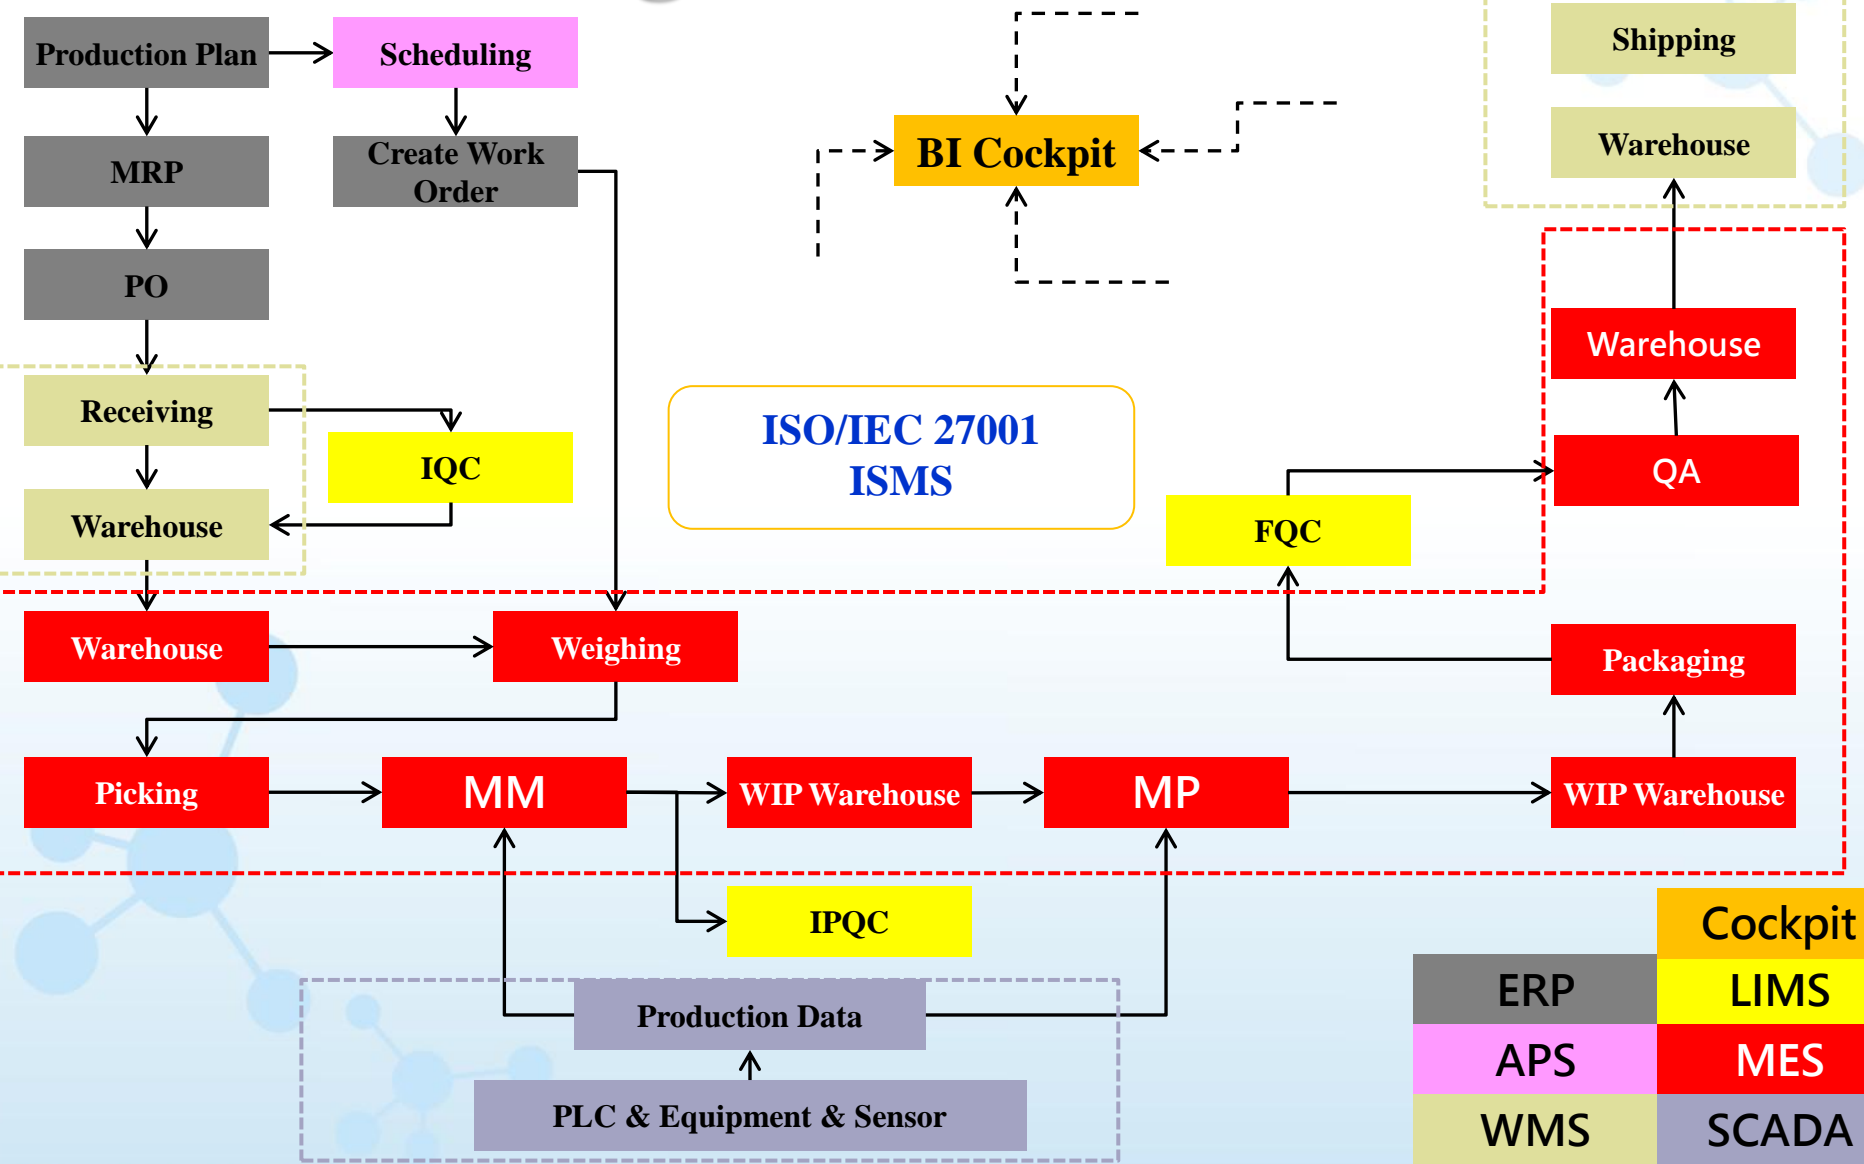 Production Plan
Scheduling
Shipping
MRP
Create Work
Order
BI Cockpit
Warehouse
PO
Warehouse
Receiving
IQC
ISO/IEC 27001
ISMS
QA
Warehouse
FQC
Warehouse
Weighing
Packaging
Picking
MM
WIP Warehouse
MP
WIP Warehouse
IPQC
Production Data
PLC & Equipment & Sensor
Cockpit
ERP
LIMS
APS
MES
WMS
SCADA